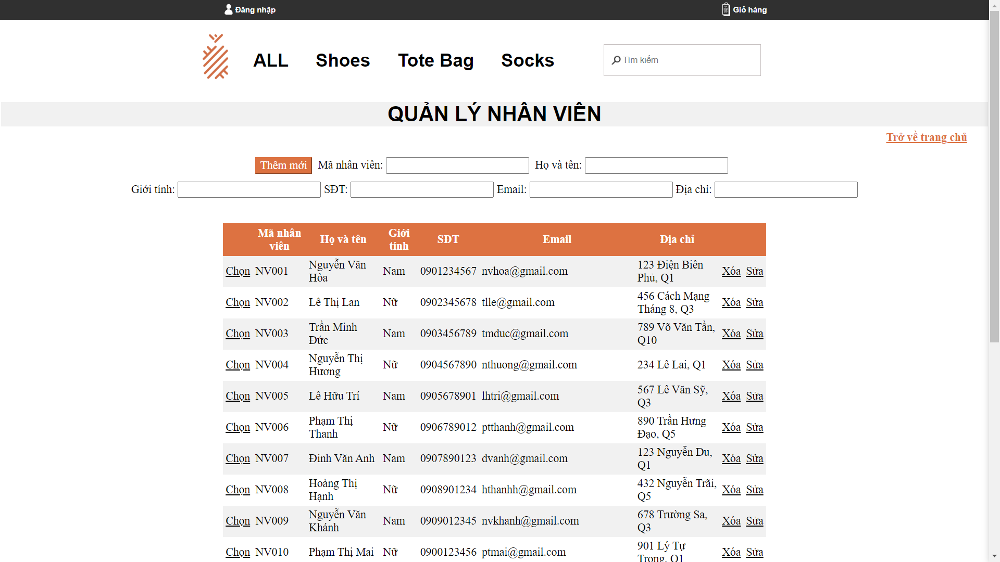 Đăng nhập
Giỏ hàng
ALL Shoes Tote Bag Socks
Tìm kiếm
QUẢN LÝ NHÂN VIÊN
Trở về trang chủ
Thêm mới Mã nhân viên: Họ và tên:
Giới tính: SĐT: Email: Địa chỉ:
Mã nhân viên Họ và tên Giới tính SĐT Email Địa chỉ
Chọn NV001 Nguyễn Văn Hòa Nam 0901234567 nvhoa@gmail.com 123 Điện Biên Phủ, Q1 Xóa Sửa
Chọn NV002 Lê Thị Lan Nữ 0902345678 tlle@gmail.com 456 Cách Mạng Tháng 8, Q3 Xóa Sửa
Chọn NV003 Trần Minh Đức Nam 0903456789 tmduc@gmail.com 789 Võ Văn Tần, Q10 Xóa Sửa
Chọn NV004 Nguyễn Thị Hương Nữ 0904567890 nthuong@gmail.com 234 Lê Lai, Q1 Xóa Sửa
Chọn NV005 Lê Hữu Trí Nam 0905678901 lhtri@gmail.com 567 Lê Văn Sỹ, Q3 Xóa Sửa
Chọn NV006 Phạm Thị Thanh Nữ 0906789012 ptthanh@gmail.com 890 Trần Hưng Đạo, Q5 Xóa Sửa
Chọn NV007 Đinh Văn Anh Nam 0907890123 dvanh@gmail.com 123 Nguyễn Du, Q1 Xóa Sửa
Chọn NV008 Hoàng Thị Hạnh Nữ 0908901234 hthanhh@gmail.com 432 Nguyễn Trãi, Q5 Xóa Sửa
Chọn NV009 Nguyễn Văn Khánh Nam 0909012345 nvkhanh@gmail.com 678 Trường Sa, Q3 Xóa Sửa
Chọn NV010 Phạm Thị Mai Nữ 0900123456 ptmai@gmail.com 901 Lý Tự Trọng, Q1 Xóa Sửa